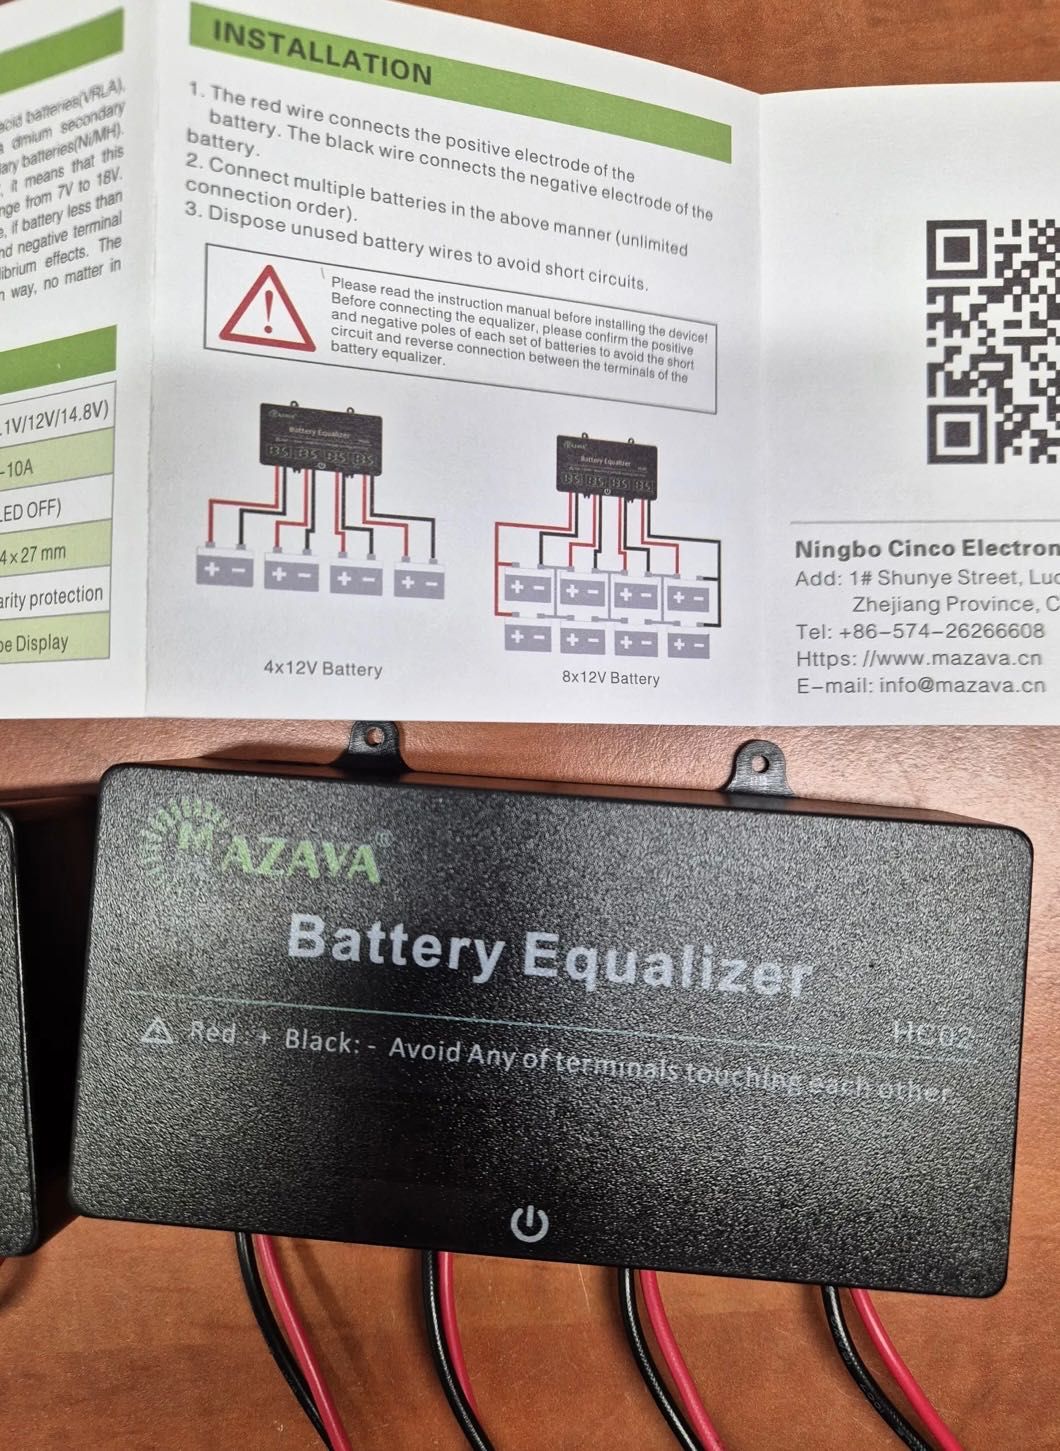 acid batteries(VRLA),
dmium secondary
ary batteries(Ni/MH).
, it means that this
nge from 7V to 18V.
e, if battery less than
nd negative terminal
librium effects. The
n way, no matter in
.1V/12V/14.8V)
-10A
LED OFF)
4 x 27 mm
arity protection
be Display
INSTALLATION
1. The red wire connects the positive electrode of the
battery. The black wire connects the negative electrode of the
battery.
2. Connect multiple batteries in the above manner (unlimited
connection order).
3. Dispose unused battery wires to avoid short circuits.
Please read the instruction manual before installing the device!
Before connecting the equalizer, please confirm the positive
and negative poles of each set of batteries to avoid the short
circuit and reverse connection between the terminals of the
battery equalizer.
Battery Equalizer
Battery Equalizer
4x12V Battery
8x12V Battery
Ningbo Cinco Electron
Add: 1# Shunye Street, Luo
Zhejiang Province, C
Tel: +86-574-26266608
Https: //www.mazava.cn
E-mail: info@mazava.cn
MAZAVA®
Battery Equalizer
HC02
Red : + Black: - Avoid Any of terminals touching each other.